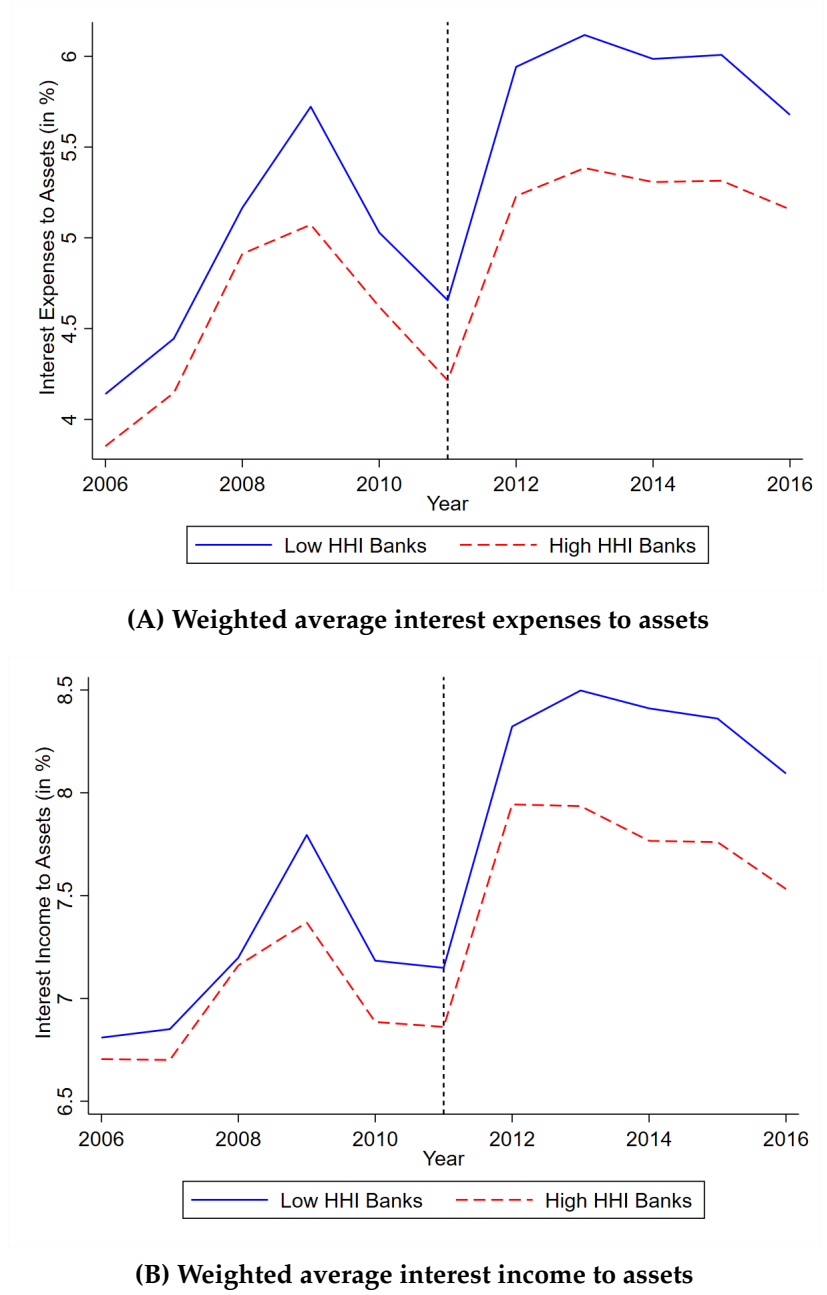 Interest Expenses to Assets (in %)
6
5.5
5
4.5
4
2006 2008 2010 2012 2014 2016
Year
Low HHI Banks High HHI Banks
(A) Weighted average interest expenses to assets
Interest Income to Assets (in %)
8.5
8
7.5
7
6.5
2006 2008 2010 2012 2014 2016
Year
Low HHI Banks High HHI Banks
(B) Weighted average interest income to assets